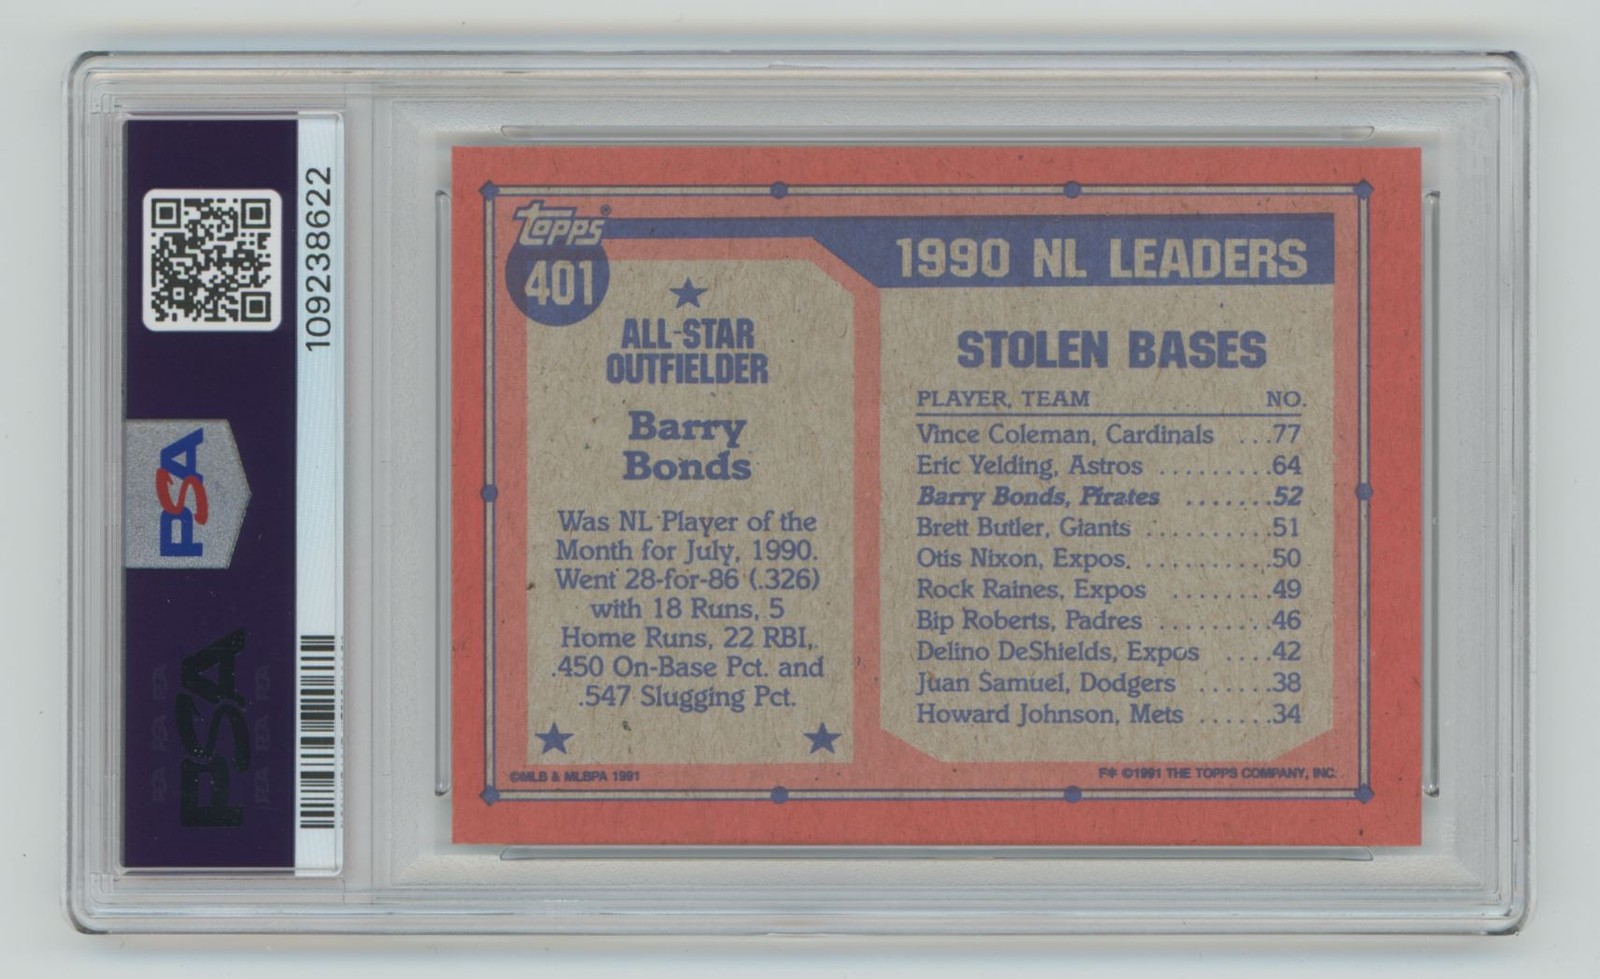 109238622
PSA
PSA
Topps®
401
ALL-STAR
OUTFIELDER
Barry
Bonds
Was NL Player of the
Month for July, 1990.
Went 28-for-86 (.326)
with 18 Runs, 5
Home Runs, 22 RBI,
.450 On-Base Pct. and
.547 Slugging Pct.
©MLB & MLBPA 1991
1990 NL LEADERS
STOLEN BASES
PLAYER, TEAM NO.
Vince Coleman, Cardinals ...77
Eric Yelding, Astros .........64
Barry Bonds, Pirates .......52
Brett Butler, Giants ..........51
Otis Nixon, Expos ..........50
Rock Raines, Expos ........49
Bip Roberts, Padres .........46
Delino DeShields, Expos ....42
Juan Samuel, Dodgers ......38
Howard Johnson, Mets ......34
F* ©1991 THE TOPPS COMPANY, INC.